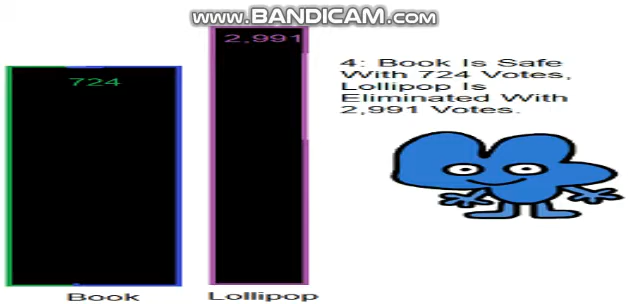 www.BANDICAM.com
2,991
724
4: Book Is Safe
With 724 Votes,
Lollipop Is
Eliminated With
2,991 Votes.
Book
Lollipop